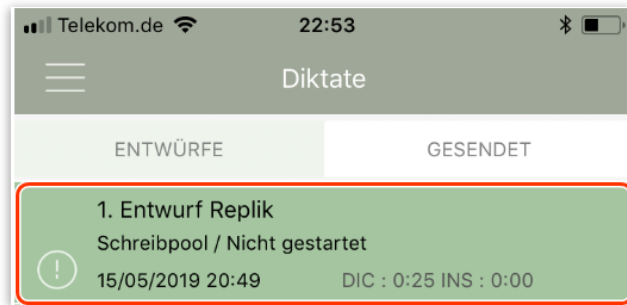 Telekom.de 22:53
Diktate
ENTWÜRFE GESENDET
1. Entwurf Replik
Schreibpool / Nicht gestartet
15/05/2019 20:49 DIC : 0:25 INS : 0:00